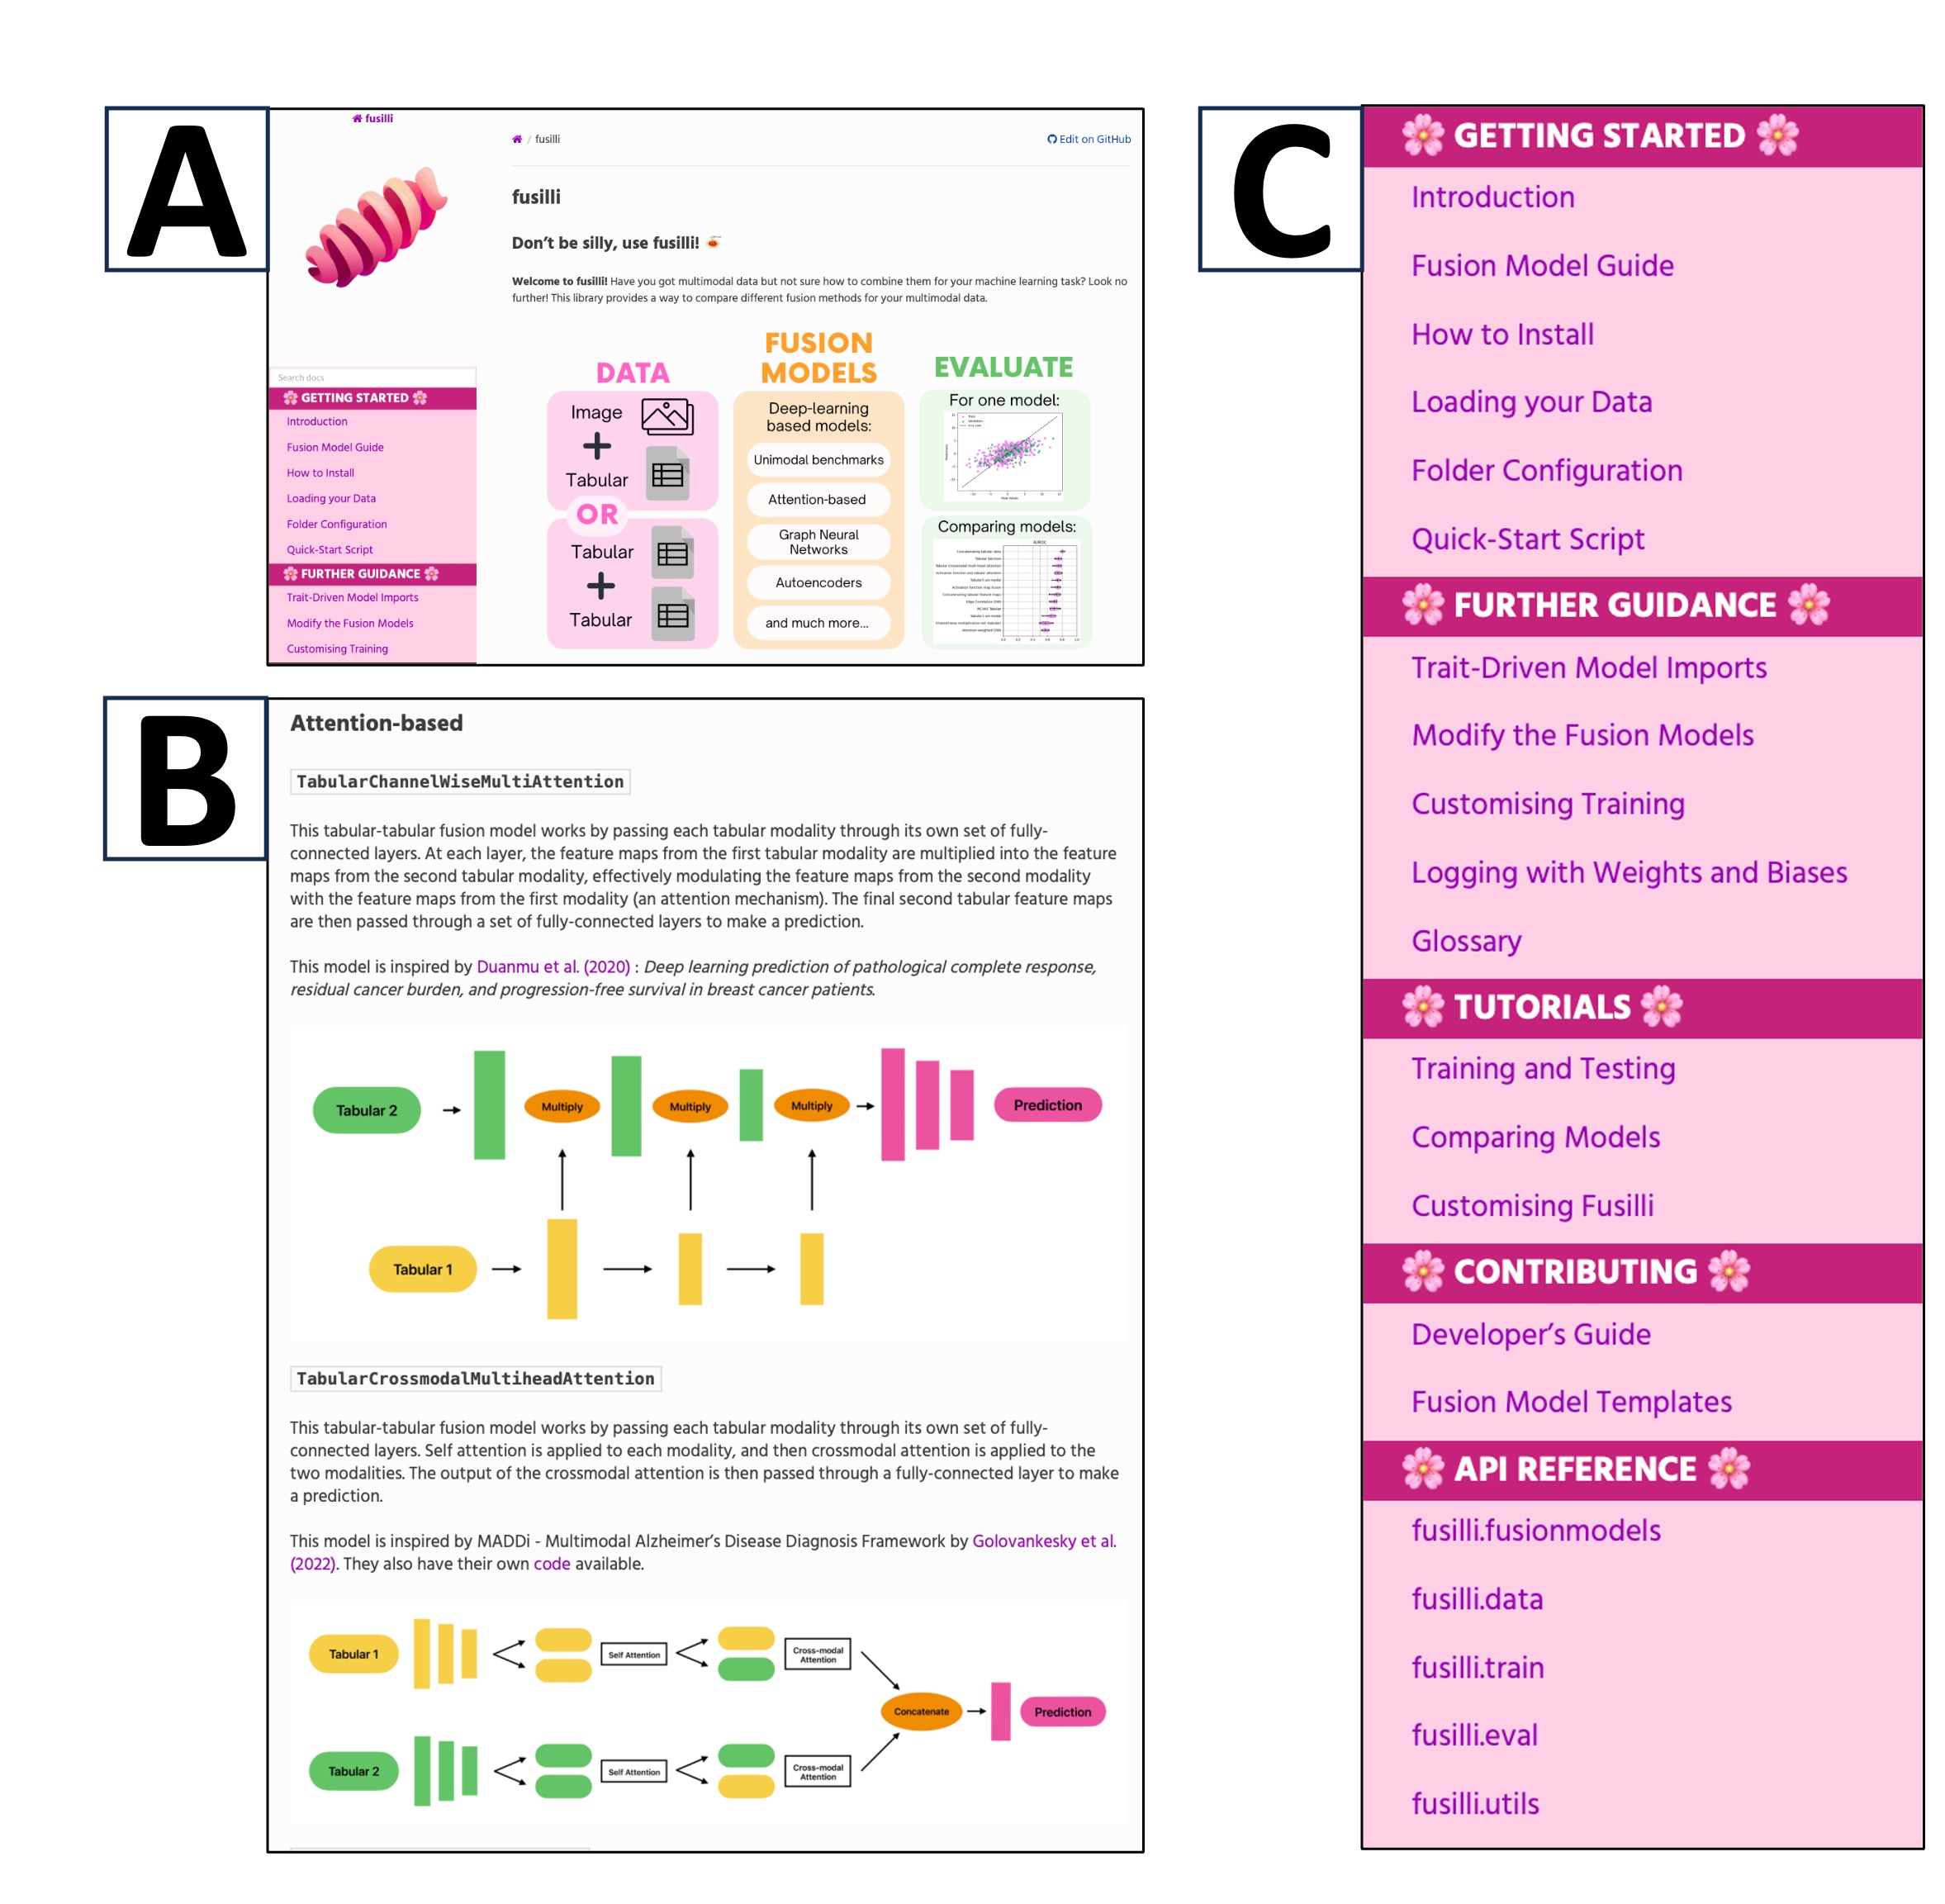 A
fusilli
/ fusilli
Edit on GitHub
fusilli
Don't be silly, use fusilli!
Welcome to fusilli! Have you got multimodal data but not sure how to combine them for your machine learning task? Look no
further! This library provides a way to compare different fusion methods for your multimodal data.
Search docs
GETTING STARTED
Introduction
Fusion Model Guide
How to Install
Loading your Data
Folder Configuration
Quick-Start Script
FURTHER GUIDANCE
Trait-Driven Model Imports
Modify the Fusion Models
Customising Training
DATA
Image
+
Tabular
OR
Tabular
+
Tabular
FUSION
MODELS
Deep-learning
based models:
Unimodal benchmarks
Attention-based
Graph Neural
Networks
Autoencoders
and much more...
EVALUATE
For one model:
Comparing models:
B
Attention-based
TabularChannelWiseMultiAttention
This tabular-tabular fusion model works by passing each tabular modality through its own set of fully-
connected layers. At each layer, the feature maps from the first tabular modality are multiplied into the feature
maps from the second tabular modality, effectively modulating the feature maps from the second modality
with the feature maps from the first modality (an attention mechanism). The final second tabular feature maps
are then passed through a set of fully-connected layers to make a prediction.
This model is inspired by Duanmu et al. (2020) : Deep learning prediction of pathological complete response,
residual cancer burden, and progression-free survival in breast cancer patients.
Tabular 2
Multiply
Multiply
Multiply
Prediction
Tabular 1
TabularCrossmodalMultiheadAttention
This tabular-tabular fusion model works by passing each tabular modality through its own set of fully-
connected layers. Self attention is applied to each modality, and then crossmodal attention is applied to the
two modalities. The output of the crossmodal attention is then passed through a fully-connected layer to make
a prediction.
This model is inspired by MADDi - Multimodal Alzheimer's Disease Diagnosis Framework by Golovankesky et al.
(2022). They also have their own code available.
Tabular 1
Self Attention
Cross-modal
Attention
Concatenate
Prediction
Tabular 2
Self Attention
Cross-modal
Attention
C
GETTING STARTED
Introduction
Fusion Model Guide
How to Install
Loading your Data
Folder Configuration
Quick-Start Script
FURTHER GUIDANCE
Trait-Driven Model Imports
Modify the Fusion Models
Customising Training
Logging with Weights and Biases
Glossary
TUTORIALS
Training and Testing
Comparing Models
Customising Fusilli
CONTRIBUTING
Developer's Guide
Fusion Model Templates
API REFERENCE
fusilli.fusionmodels
fusilli.data
fusilli.train
fusilli.eval
fusilli.utils